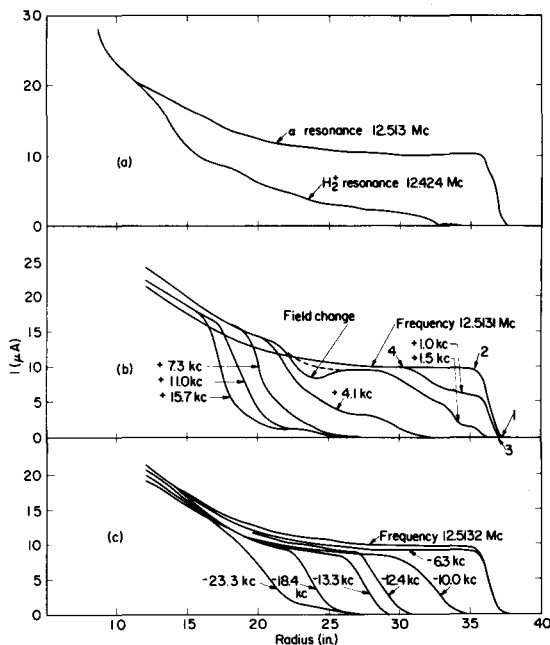 30
20
10
0
α resonance 12.513 Mc
(a)
H2+ resonance 12.424 Mc
25
20
15
10
5
0
I (μA)
Field change
Frequency 12.5131 Mc
(b)
4
+1.0 kc
+1.5 kc
2
+ 7.3 kc
+ 11.0 kc
+ 15.7 kc
+ 4.1 kc
1
3
20
15
10
5
0
(c)
Frequency 12.5132 Mc
-6.3 kc
-23.3 kc
-18.4 kc
-13.3 kc
-12.4 kc
-10.0 kc
10
15
20
25
30
35
40
Radius (in.)